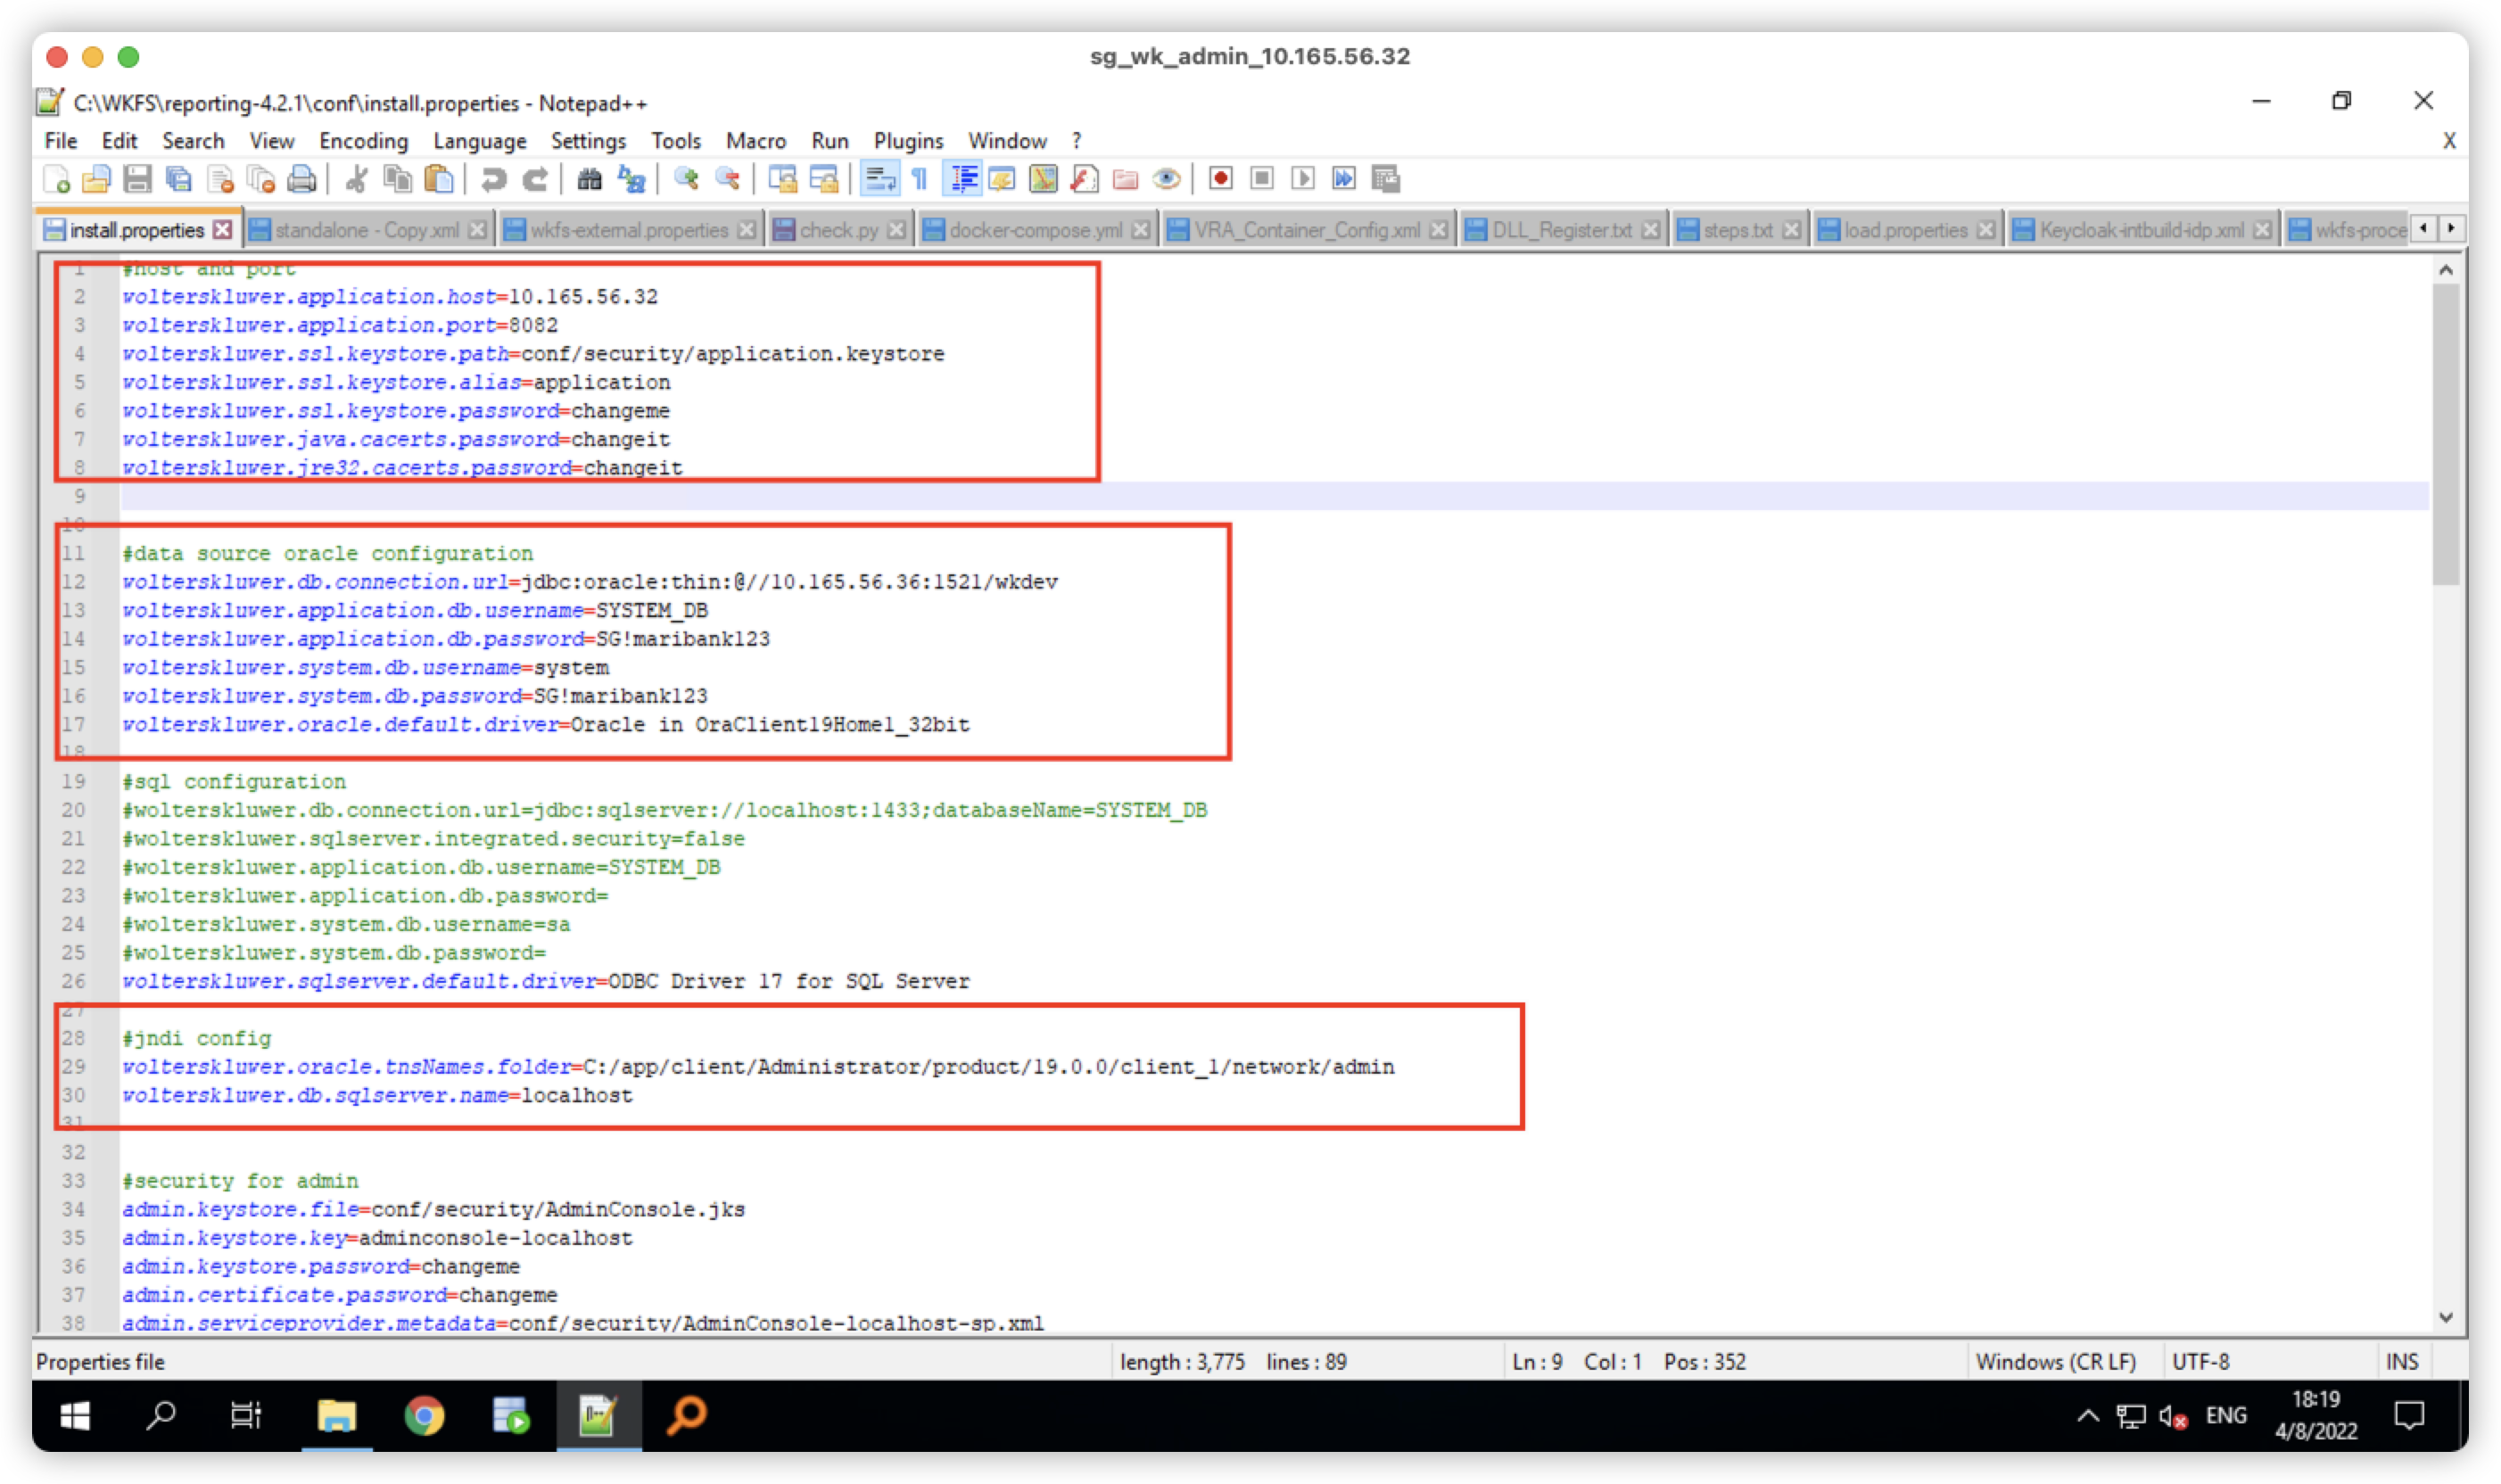 sg_wk_admin_10.165.56.32
C:\WKFS\reporting-4.2.1\conf\install.properties - Notepad++
File Edit Search View Encoding Language Settings Tools Macro Run Plugins Window ? X
install.properties standalone - Copy.xml wkfs-external.properties check.py docker-compose.yml VRA_Container_Config.xml DLL_Register.txt steps.txt load.properties Keycloak-intbuild-idp.xml wkfs-proce
1 #host and port
2 wolterskluwer.application.host=10.165.56.32
3 wolterskluwer.application.port=8082
4 wolterskluwer.ssl.keystore.path=conf/security/application.keystore
5 wolterskluwer.ssl.keystore.alias=application
6 wolterskluwer.ssl.keystore.password=changeme
7 wolterskluwer.java.cacerts.password=changeit
8 wolterskluwer.jre32.cacerts.password=changeit
9
10
11 #data source oracle configuration
12 wolterskluwer.db.connection.url=jdbc:oracle:thin:@//10.165.56.36:1521/wkdev
13 wolterskluwer.application.db.username=SYSTEM_DB
14 wolterskluwer.application.db.password=SG!maribank123
15 wolterskluwer.system.db.username=system
16 wolterskluwer.system.db.password=SG!maribank123
17 wolterskluwer.oracle.default.driver=Oracle in OraClient19Home1_32bit
18
19 #sql configuration
20 #wolterskluwer.db.connection.url=jdbc:sqlserver://localhost:1433;databaseName=SYSTEM_DB
21 #wolterskluwer.sqlserver.integrated.security=false
22 #wolterskluwer.application.db.username=SYSTEM_DB
23 #wolterskluwer.application.db.password=
24 #wolterskluwer.system.db.username=sa
25 #wolterskluwer.system.db.password=
26 wolterskluwer.sqlserver.default.driver=ODBC Driver 17 for SQL Server
27
28 #jndi config
29 wolterskluwer.oracle.tnsNames.folder=C:/app/client/Administrator/product/19.0.0/client_1/network/admin
30 wolterskluwer.db.sqlserver.name=localhost
31
32
33 #security for admin
34 admin.keystore.file=conf/security/AdminConsole.jks
35 admin.keystore.key=adminconsole-localhost
36 admin.keystore.password=changeme
37 admin.certificate.password=changeme
38 admin.serviceprovider.metadata=conf/security/AdminConsole-localhost-sp.xml
Properties file length : 3,775 lines : 89 Ln : 9 Col : 1 Pos : 352 Windows (CR LF) UTF-8 INS
ENG 18:19
4/8/2022